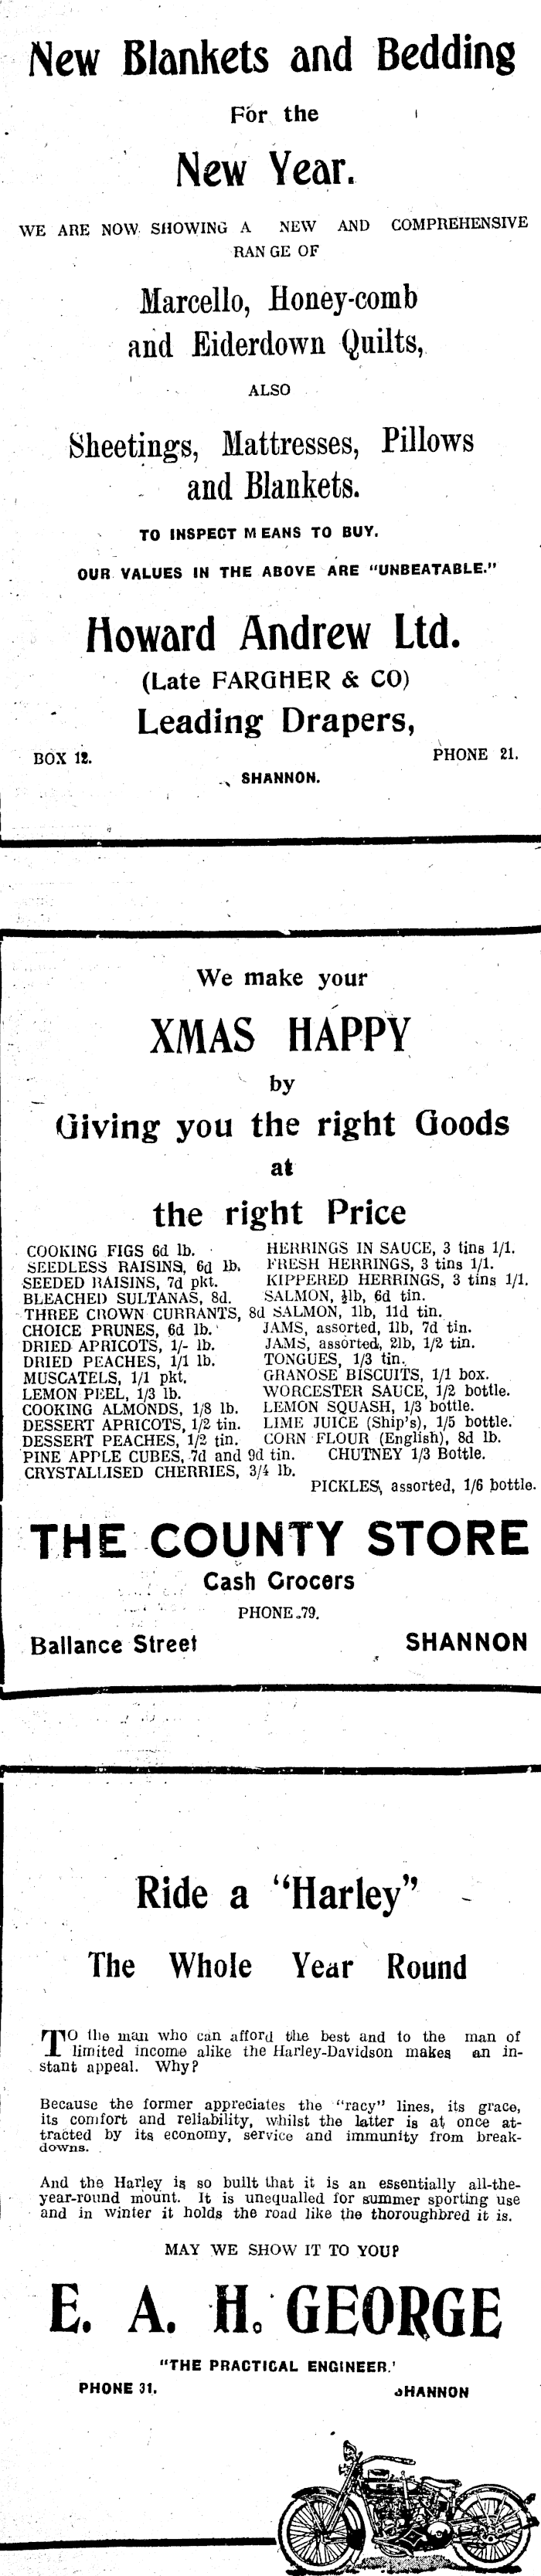 New Blankets and Bedding
For the
New Year.
WE ARE NOW SHOWING A NEW AND COMPREHENSIVE
RANGE OF
Marcello, Honey-comb
and Eiderdown Quilts,
ALSO
Sheetings, Mattresses, Pillows
and Blankets.
TO INSPECT MEANS TO BUY.
OUR VALUES IN THE ABOVE ARE "UNBEATABLE."
Howard Andrew Ltd.
(Late FARGHER & CO)
Leading Drapers,
BOX 12. PHONE 21.
SHANNON.
We make your
XMAS HAPPY
by
Giving you the right Goods
at
the right Price
COOKING FIGS 6d lb.
SEEDLESS RAISINS, 6d lb.
SEEDED RAISINS, 7d pkt.
BLEACHED SULTANAS, 8d.
THREE CROWN CURRANTS, 8d
CHOICE PRUNES, 6d lb.
DRIED APRICOTS, 1/- lb.
DRIED PEACHES, 1/1 lb.
MUSCATELS, 1/1 pkt.
LEMON PEEL, 1/3 lb.
COOKING ALMONDS, 1/8 lb.
DESSERT APRICOTS, 1/2 tin.
DESSERT PEACHES, 1/2 tin.
PINE APPLE CUBES, 7d and 9d tin.
CRYSTALLISED CHERRIES, 3/4 lb.
HERRINGS IN SAUCE, 3 tins 1/1.
FRESH HERRINGS, 3 tins 1/1.
KIPPERED HERRINGS, 3 tins 1/1.
SALMON, ½lb, 6d tin.
SALMON, 1lb, 11d tin.
JAMS, assorted, 1lb, 7d tin.
JAMS, assorted, 2lb, 1/2 tin.
TONGUES, 1/3 tin.
GRANOSE BISCUITS, 1/1 box.
WORCESTER SAUCE, 1/2 bottle.
LEMON SQUASH, 1/3 bottle.
LIME JUICE (Ship's), 1/5 bottle.
CORN FLOUR (English), 8d lb.
CHUTNEY 1/3 Bottle.
PICKLES, assorted, 1/6 bottle.
THE COUNTY STORE
Cash Grocers
PHONE 79.
Ballance Street SHANNON
Ride a "Harley"
The Whole Year Round
TO the man who can afford the best and to the man of
limited income alike the Harley-Davidson makes an in-
stant appeal. Why?
Because the former appreciates the "racy" lines, its grace,
its comfort and reliability, whilst the latter is at once at-
tracted by its economy, service and immunity from break-
downs.
And the Harley is so built that it is an essentially all-the-
year-round mount. It is unequalled for summer sporting use
and in winter it holds the road like the thoroughbred it is.
MAY WE SHOW IT TO YOU?
E. A. H. GEORGE
"THE PRACTICAL ENGINEER.'
PHONE 31. SHANNON